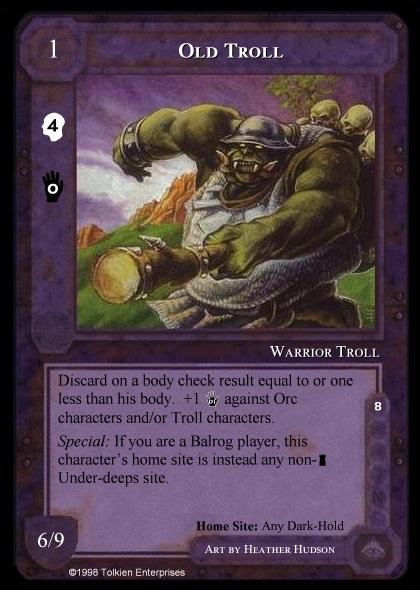 1
OLD TROLL
4
0
WARRIOR TROLL
Discard on a body check result equal to or one
less than his body. +1 against Orc
characters and/or Troll characters.
8
Special: If you are a Balrog player, this
character's home site is instead any non-
Under-deeps site.
Home Site: Any Dark-Hold
6/9
ART BY HEATHER HUDSON
©1998 Tolkien Enterprises